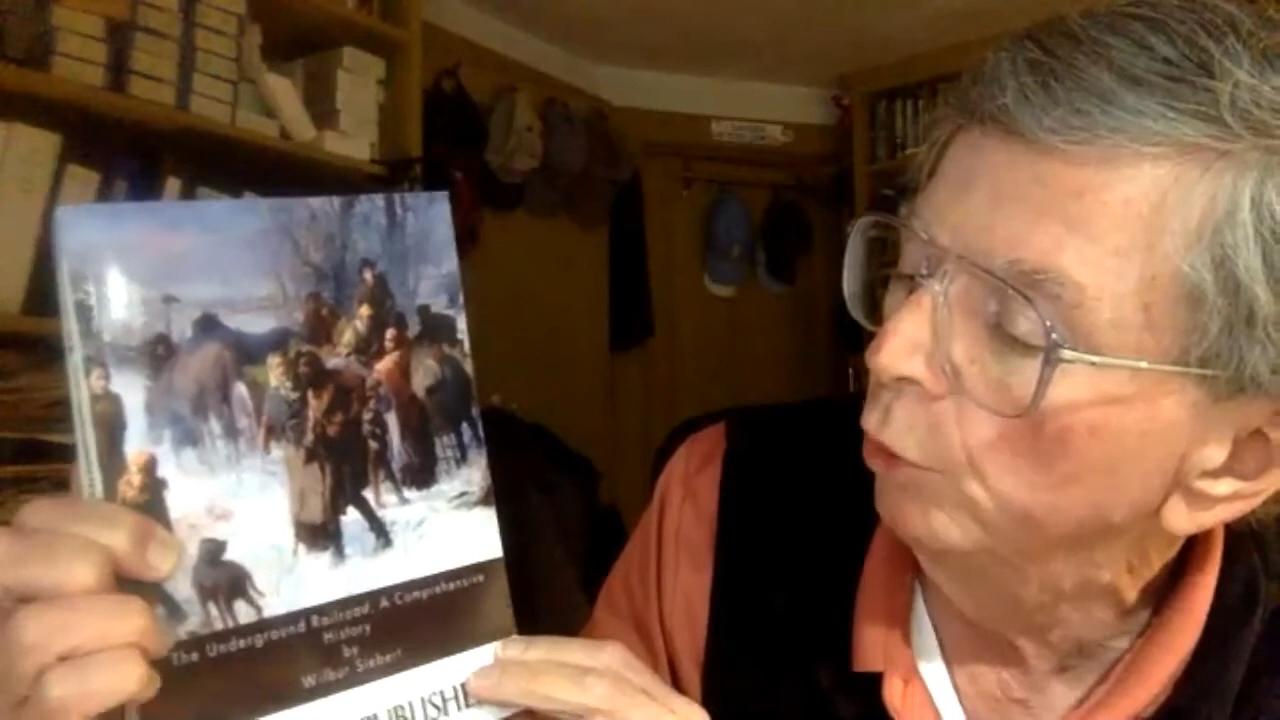 The Underground Railroad, A Comprehensive
History
by
Wilbur Siebert